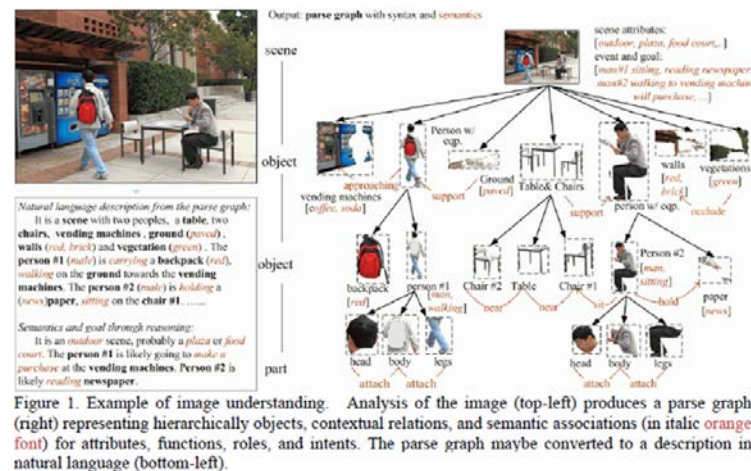 Output: parse graph with syntax and semantics
scene
scene attributes:
[outdoor, plaza, food court,..]
event and goal:
[man#1 sitting, reading newspaper
man#2 walking to vending machin
will purchase, ...]
object
Person w/
eqp.
approaching
vending machines
[coffee, soda]
support
Ground
[paved]
Table& Chairs
support
person w/ eqp.
walls
[red,
brick]
vegetations
[green]
occlude
object
backpack
[red]
person #1
[man,
walking]
Chair #2
Table
Chair #1
near
near
sit
Person #2
[man,
sitting]
hold
paper
[news]
part
head
body
legs
attach
attach
head
body
legs
attach
attach
Natural language description from the parse graph:
It is a scene with two peoples, a table, two
chairs, vending machines , ground (paved) ,
walls (red, brick) and vegetation (green) . The
person #1 (male) is carrying a backpack (red),
walking on the ground towards the vending
machines. The person #2 (male) is holding a
(news)paper, sitting on the chair #1. ......
Semantics and goal through reasoning:
It is an outdoor scene, probably a plaza or food
court. The person #1 is likely going to make a
purchase at the vending machines. Person #2 is
likely reading newspaper.
Figure 1. Example of image understanding. Analysis of the image (top-left) produces a parse graph
(right) representing hierarchically objects, contextual relations, and semantic associations (in italic orange
font) for attributes, functions, roles, and intents. The parse graph maybe converted to a description in
natural language (bottom-left).